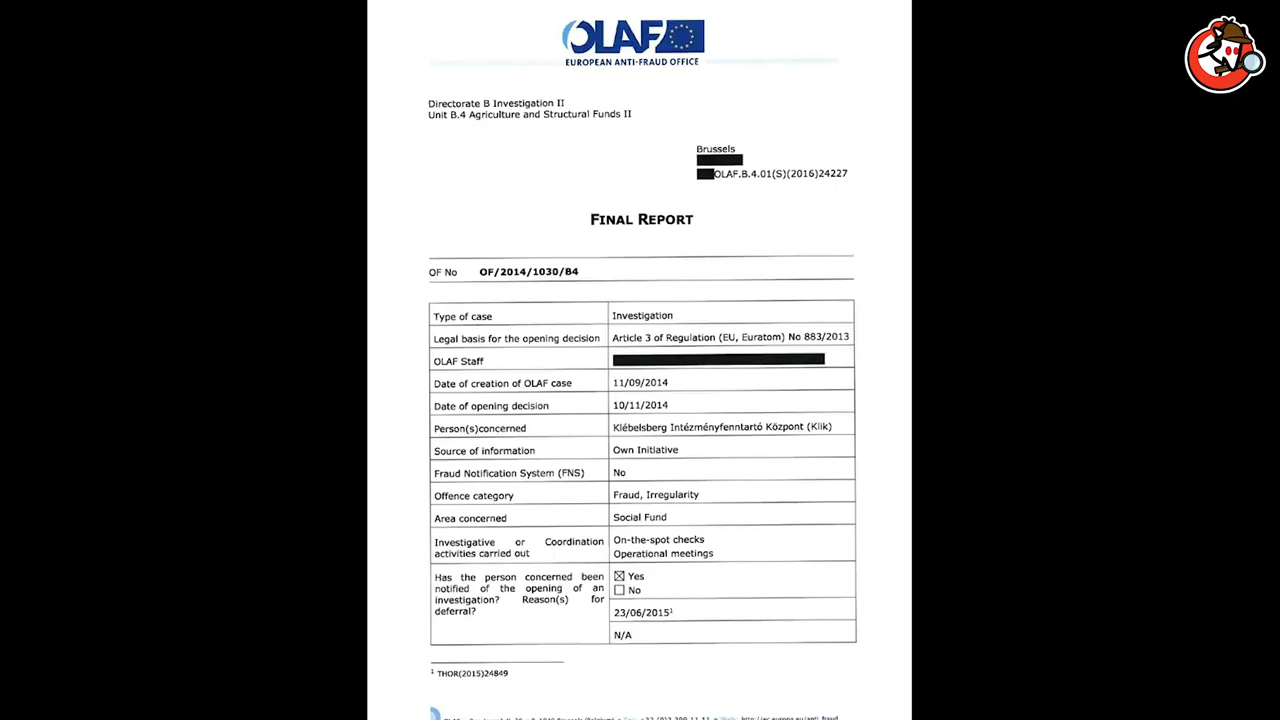 OLAF
EUROPEAN ANTI-FRAUD OFFICE
Directorate B Investigation II
Unit B.4 Agriculture and Structural Funds II
Brussels
OLAF.B.4.01(S)(2016)24227
FINAL REPORT
OF No OF/2014/1030/B4
Type of case Investigation
Legal basis for the opening decision Article 3 of Regulation (EU, Euratom) No 883/2013
OLAF Staff
Date of creation of OLAF case 11/09/2014
Date of opening decision 10/11/2014
Person(s)concerned Klébelsberg Intézményfenntartó Központ (Klik)
Source of information Own Initiative
Fraud Notification System (FNS) No
Offence category Fraud, Irregularity
Area concerned Social Fund
Investigative or Coordination activities carried out
On-the-spot checks
Operational meetings
Has the person concerned been
notified of the opening of an
investigation? Reason(s) for
deferral?
☒ Yes
☐ No
23/06/2015¹
N/A
¹ THOR(2015)24849